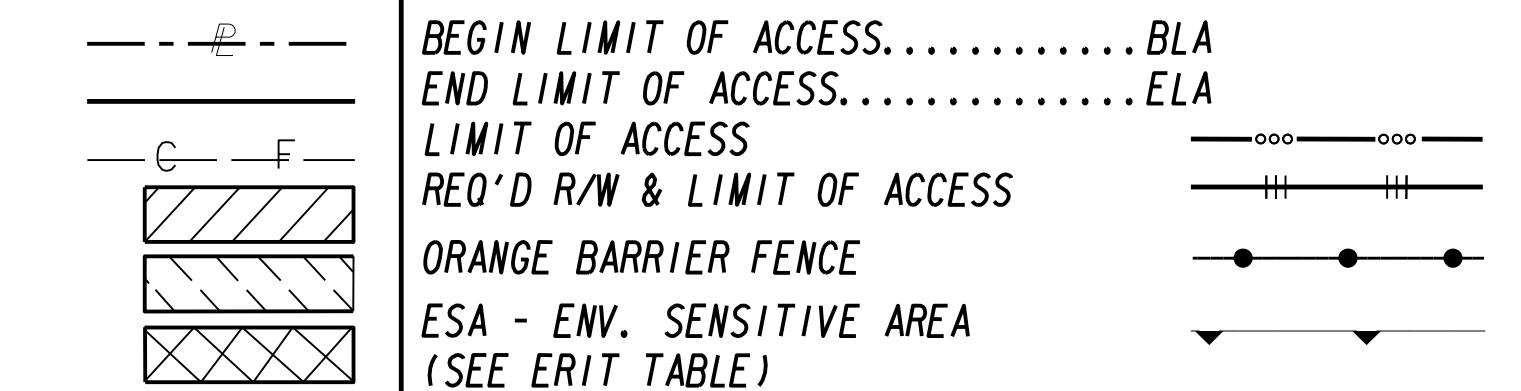 PL
C F
BEGIN LIMIT OF ACCESS............BLA
END LIMIT OF ACCESS..............ELA
LIMIT OF ACCESS
REQ'D R/W & LIMIT OF ACCESS
ORANGE BARRIER FENCE
ESA - ENV. SENSITIVE AREA
(SEE ERIT TABLE)